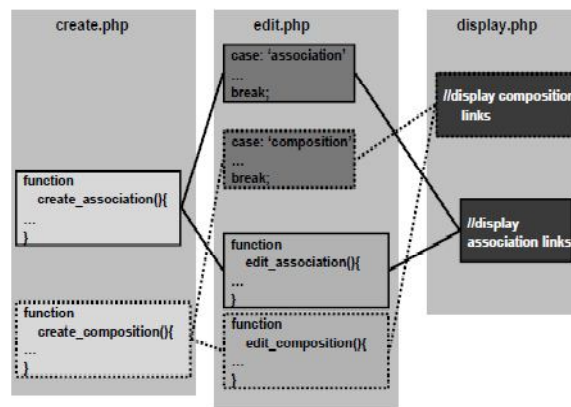 create.php
function
create_association(){
...
}
function
create_composition(){
...
}
edit.php
case: ‘association’
...
break;
case: ‘composition’
...
break;
function
edit_association(){
...
}
function
edit_composition(){
...
}
display.php
//display composition
links
//display
association links